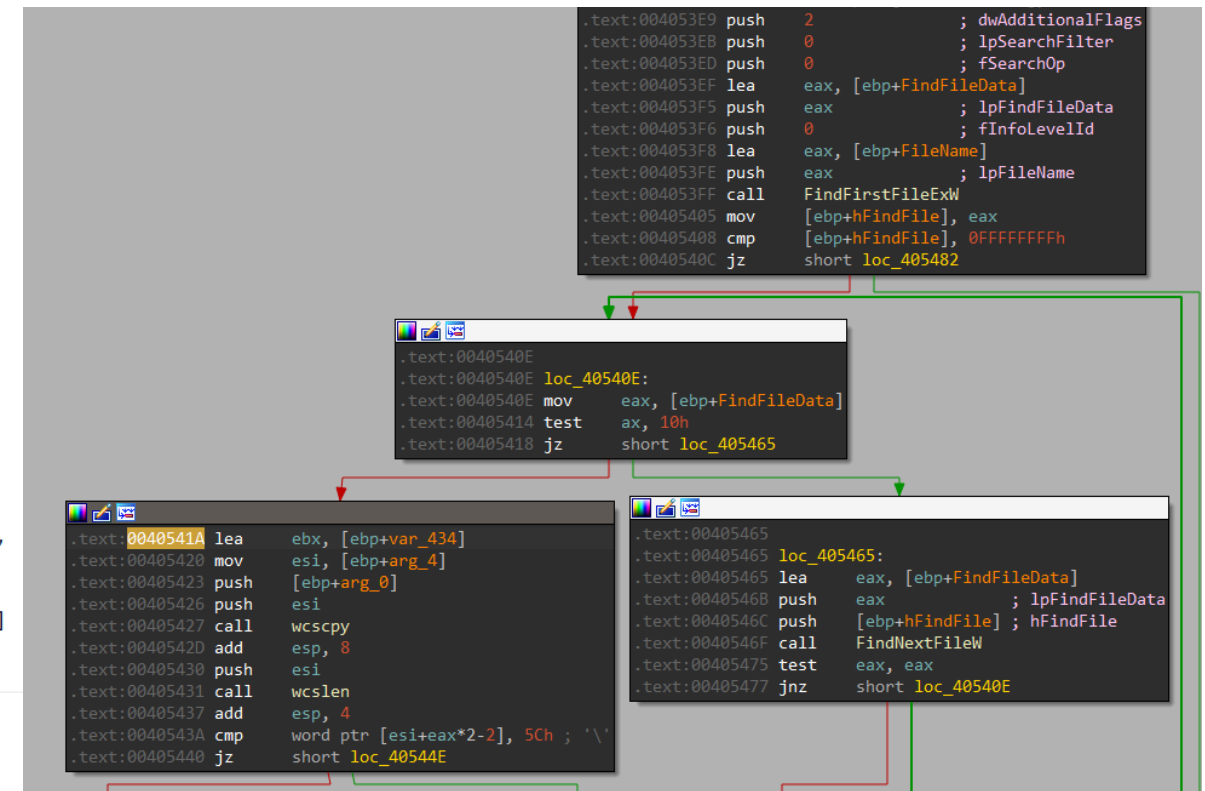 .text:004053E9 push    2               ; dwAdditionalFlags
.text:004053EB push    0               ; lpSearchFilter
.text:004053ED push    0               ; fSearchOp
.text:004053EF lea     eax, [ebp+FindFileData]
.text:004053F5 push    eax             ; lpFindFileData
.text:004053F6 push    0               ; fInfoLevelId
.text:004053F8 lea     eax, [ebp+FileName]
.text:004053FE push    eax             ; lpFileName
.text:004053FF call    FindFirstFileExW
.text:00405405 mov     [ebp+hFindFile], eax
.text:00405408 cmp     [ebp+hFindFile], 0FFFFFFFFh
.text:0040540C jz      short loc_405482
.text:0040540E
.text:0040540E loc_40540E:
.text:0040540E mov     eax, [ebp+FindFileData]
.text:00405414 test    ax, 10h
.text:00405418 jz      short loc_405465
.text:0040541A lea     ebx, [ebp+var_434]
.text:00405420 mov     esi, [ebp+arg_4]
.text:00405423 push    [ebp+arg_0]
.text:00405426 push    esi
.text:00405427 call    wcscpy
.text:0040542D add     esp, 8
.text:00405430 push    esi
.text:00405431 call    wcslen
.text:00405437 add     esp, 4
.text:0040543A cmp     word ptr [esi+eax*2-2], 5Ch ; '\'
.text:00405440 jz      short loc_40544E
.text:00405465
.text:00405465 loc_405465:
.text:00405465 lea     eax, [ebp+FindFileData]
.text:0040546B push    eax             ; lpFindFileData
.text:0040546C push    [ebp+hFindFile] ; hFindFile
.text:0040546F call    FindNextFileW
.text:00405475 test    eax, eax
.text:00405477 jnz     short loc_40540E
]